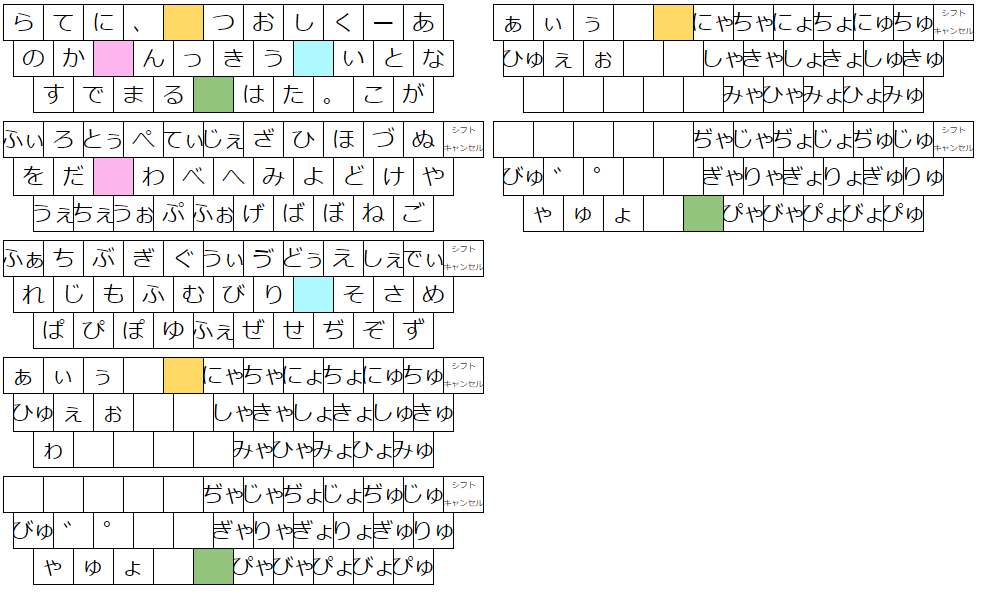 らてに、つおしくーあ
のかんっきういとな
すでまるはた。こが
ふぃろとぅぺてぃじぇざひほづぬシフトキャンセル
をだわべへみよどけや
うぇちぇうぉぷふぉげばぼねご
ふぁちぶぎぐうぃゔどぅえしぇでぃシフトキャンセル
れじもふむびりそさめ
ぱぴぽゆふぇぜせぢぞず
ぁぃぅにゃちゃにょちょにゅちゅシフトキャンセル
ひゅぇぉしゃきゃしょきょしゅきゅ
ゎみゃひゃみょひょみゅ
ぢゃじゃぢょじょぢゅじゅシフトキャンセル
びゅ゛゜ぎゃりゃぎょりょぎゅりゅ
ゃゅょぴゃびゃぴょびょぴゅ
ぁぃぅにゃちゃにょちょにゅちゅシフトキャンセル
ひゅぇぉしゃきゃしょきょしゅきゅ
みゃひゃみょひょみゅ
ぢゃじゃぢょじょぢゅじゅシフトキャンセル
びゅ゛゜ぎゃりゃぎょりょぎゅりゅ
ゃゅょぴゃびゃぴょびょぴゅ